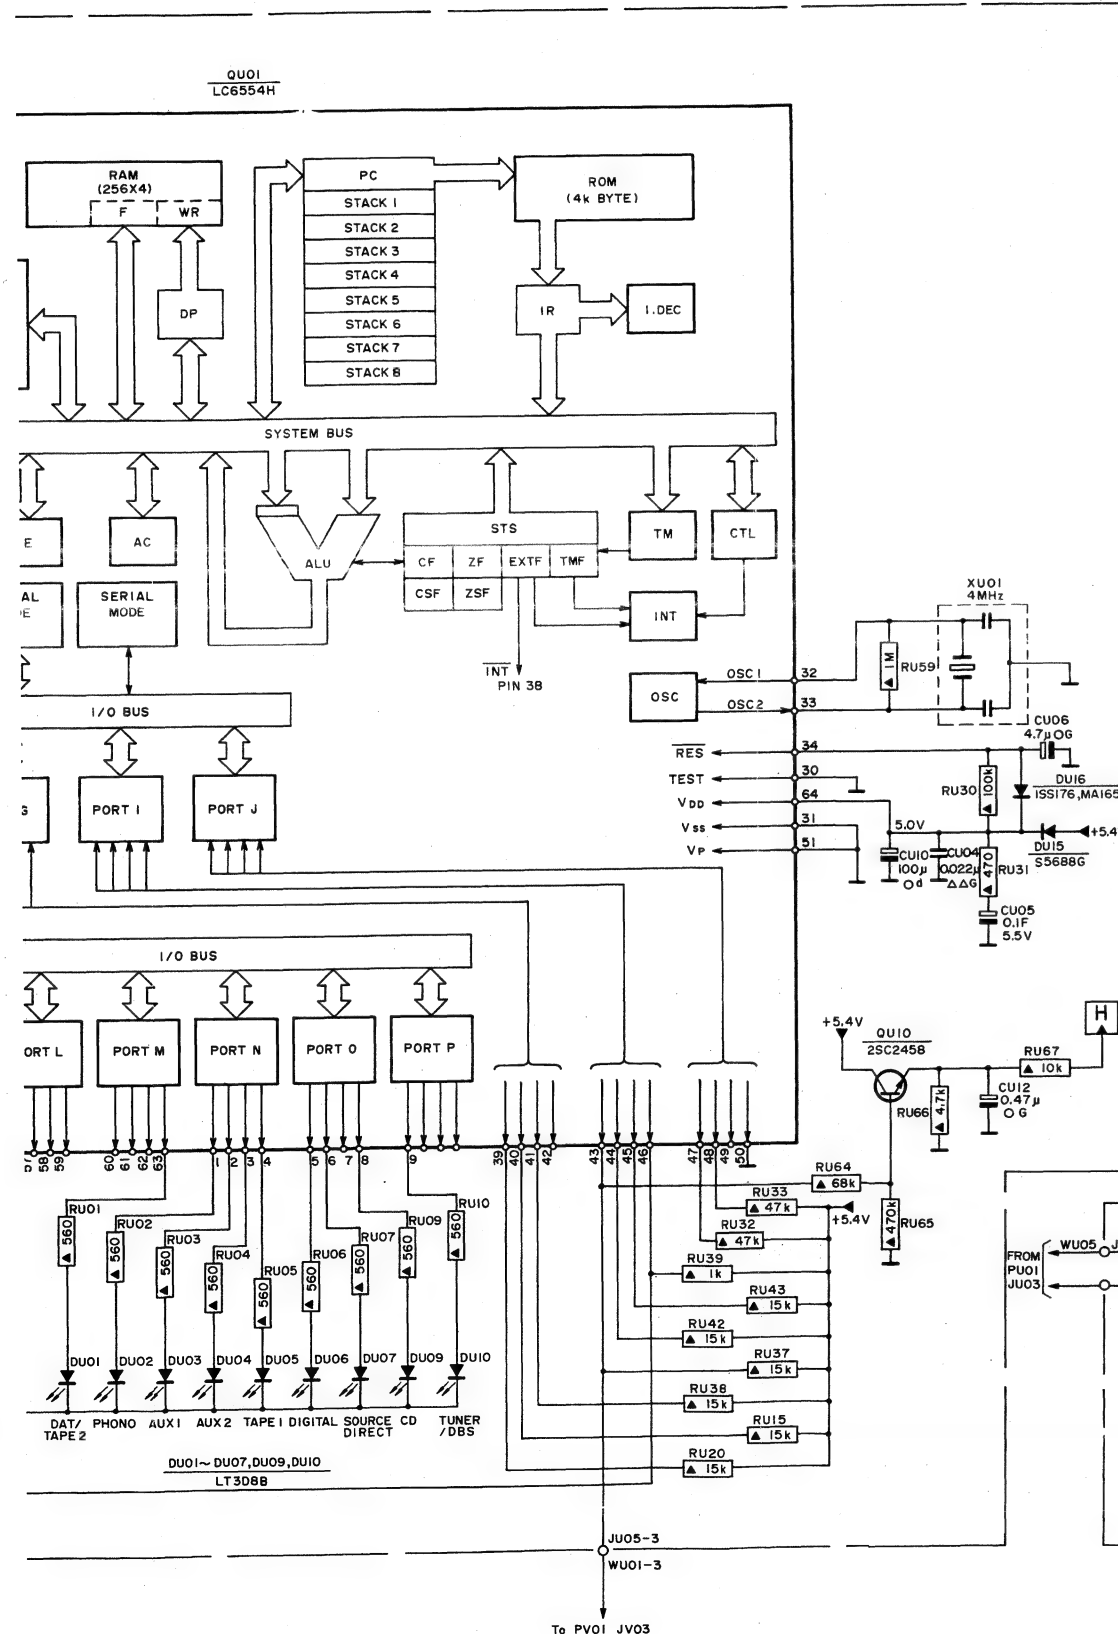 QU01
LC6554H
RAM
(256X4)
F
WR
PC
STACK 1
STACK 2
STACK 3
STACK 4
STACK 5
STACK 6
STACK 7
STACK 8
ROM
(4k BYTE)
DP
IR
I.DEC
SYSTEM BUS
E
AC
ALU
STS
CF
ZF
EXTF
TMF
CSF
ZSF
TM
CTL
AL
E
SERIAL
MODE
INT
INT
PIN 38
OSC
OSC 1
32
OSC 2
33
XU01
4MHz
1M
RU59
I/O BUS
G
PORT I
PORT J
RES
34
TEST
30
VDD
64
VSS
31
VP
51
CU06
4.7μ OG
RU30
100k
DU16
1SS176,MA165
5.0V
+5.4
DU15
S5688G
CU10
100μ
Od
CU04
0.022μ
△△G
470
RU31
CU05
0.1F
5.5V
I/O BUS
ORT L
PORT M
PORT N
PORT O
PORT P
+5.4V
QU10
2SC2458
H
RU67
10k
RU66
4.7k
CU12
0.47μ
O G
58
59
60
61
62
63
1
2
3
4
5
6
7
8
9
39
40
41
42
43
44
45
46
47
48
49
50
RU64
68k
470k
RU65
RU01
560
RU02
560
RU03
560
RU04
560
RU05
560
RU06
560
RU07
560
RU09
560
RU10
560
RU33
47k
+5.4V
RU32
47k
RU39
1k
RU43
15k
RU42
15k
RU37
15k
RU38
15k
RU15
15k
RU20
15k
FROM
PU01
JU03
WU05
J
DU01
DU02
DU03
DU04
DU05
DU06
DU07
DU09
DU10
DAT/
TAPE 2
PHONO
AUX 1
AUX 2
TAPE 1
DIGITAL
SOURCE
DIRECT
CD
TUNER
/DBS
DU01~DU07,DU09,DU10
LT3D8B
JU05-3
WU01-3
To PV01 JV03